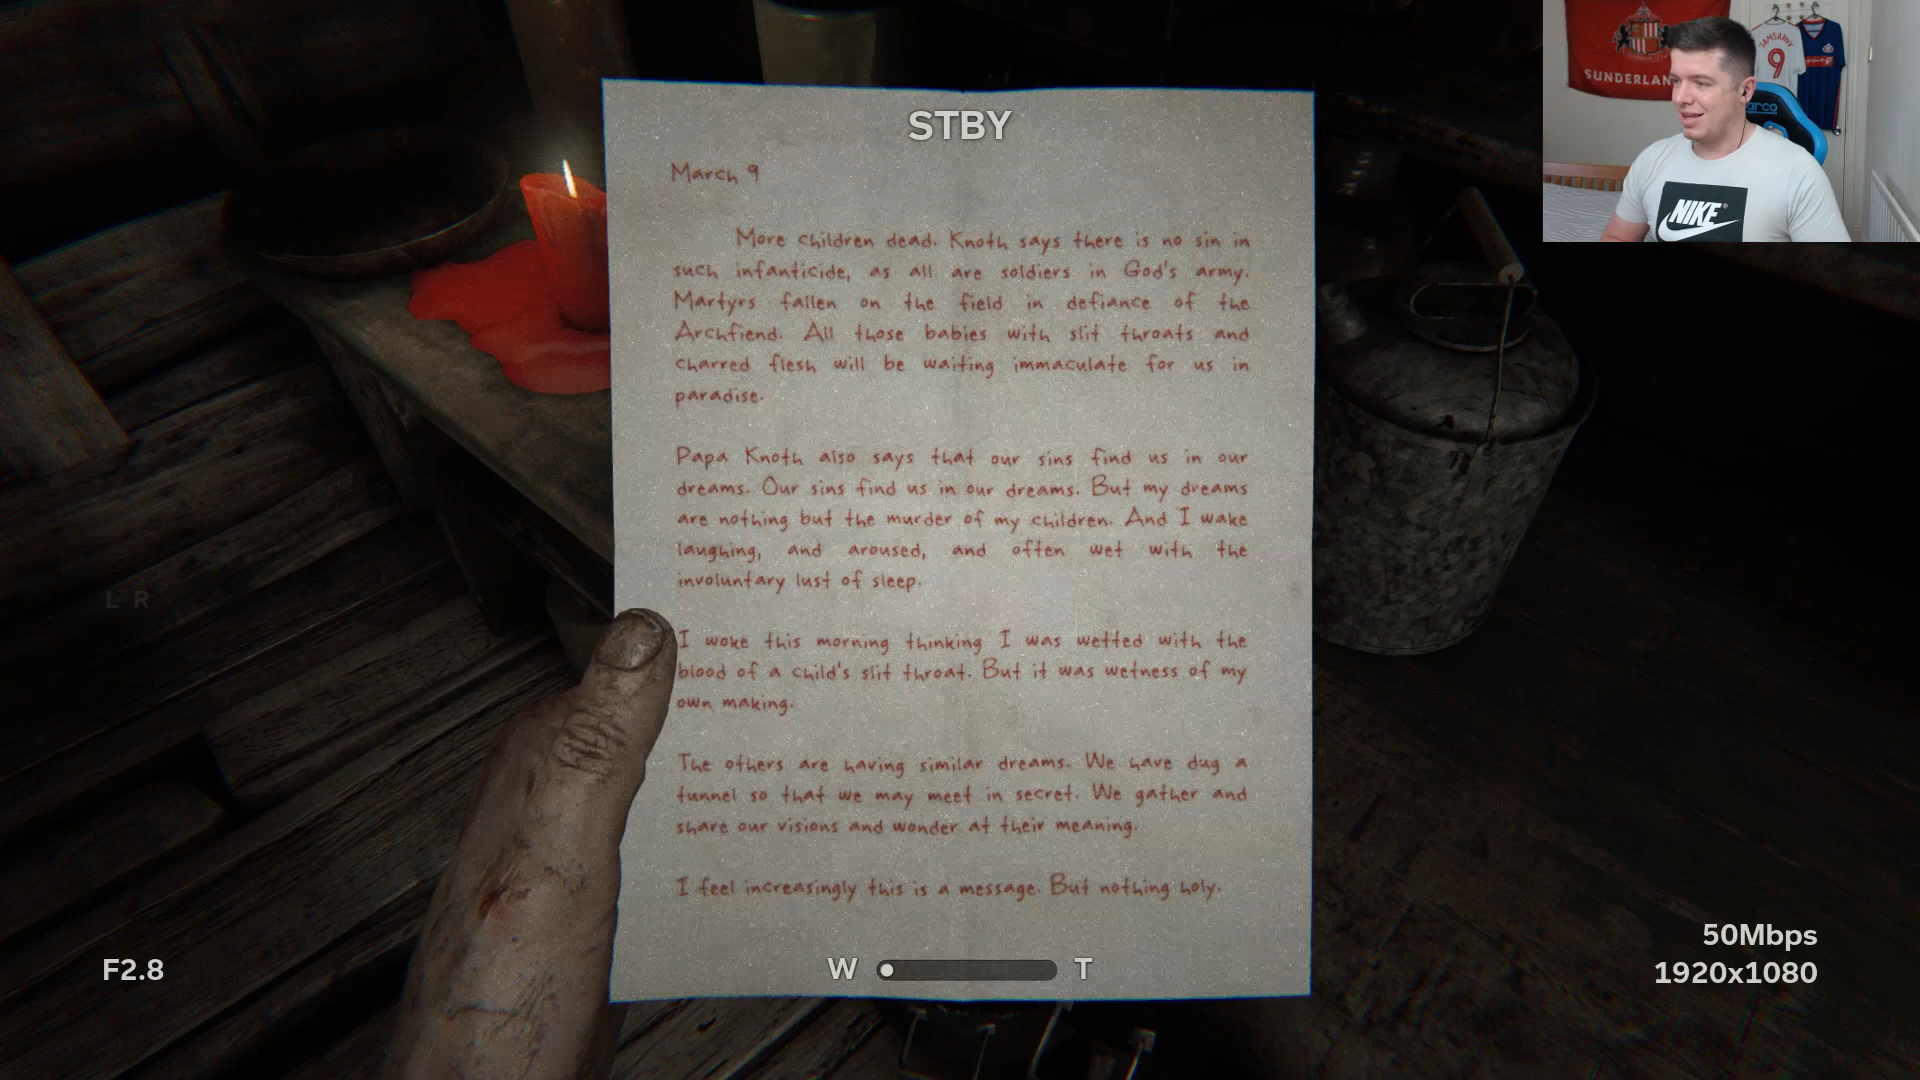 STBY
March 9
More children dead. Knoth says there is no sin in
such infanticide, as all are soldiers in God's army.
Martyrs fallen on the field in defiance of the
Archfiend. All those babies with slit throats and
charred flesh will be waiting immaculate for us in
paradise.
Papa Knoth also says that our sins find us in our
dreams. Our sins find us in our dreams. But my dreams
are nothing but the murder of my children. And I wake
laughing, and aroused, and often wet with the
involuntary lust of sleep.
I woke this morning thinking I was wetted with the
blood of a child's slit throat. But it was wetness of my
own making.
The others are having similar dreams. We have dug a
tunnel so that we may meet in secret. We gather and
share our visions and wonder at their meaning.
I feel increasingly this is a message. But nothing holy.
W T
F2.8
50Mbps
1920x1080
L R
SUNDERLAN
JAMSARNY
9
arco
NIKE